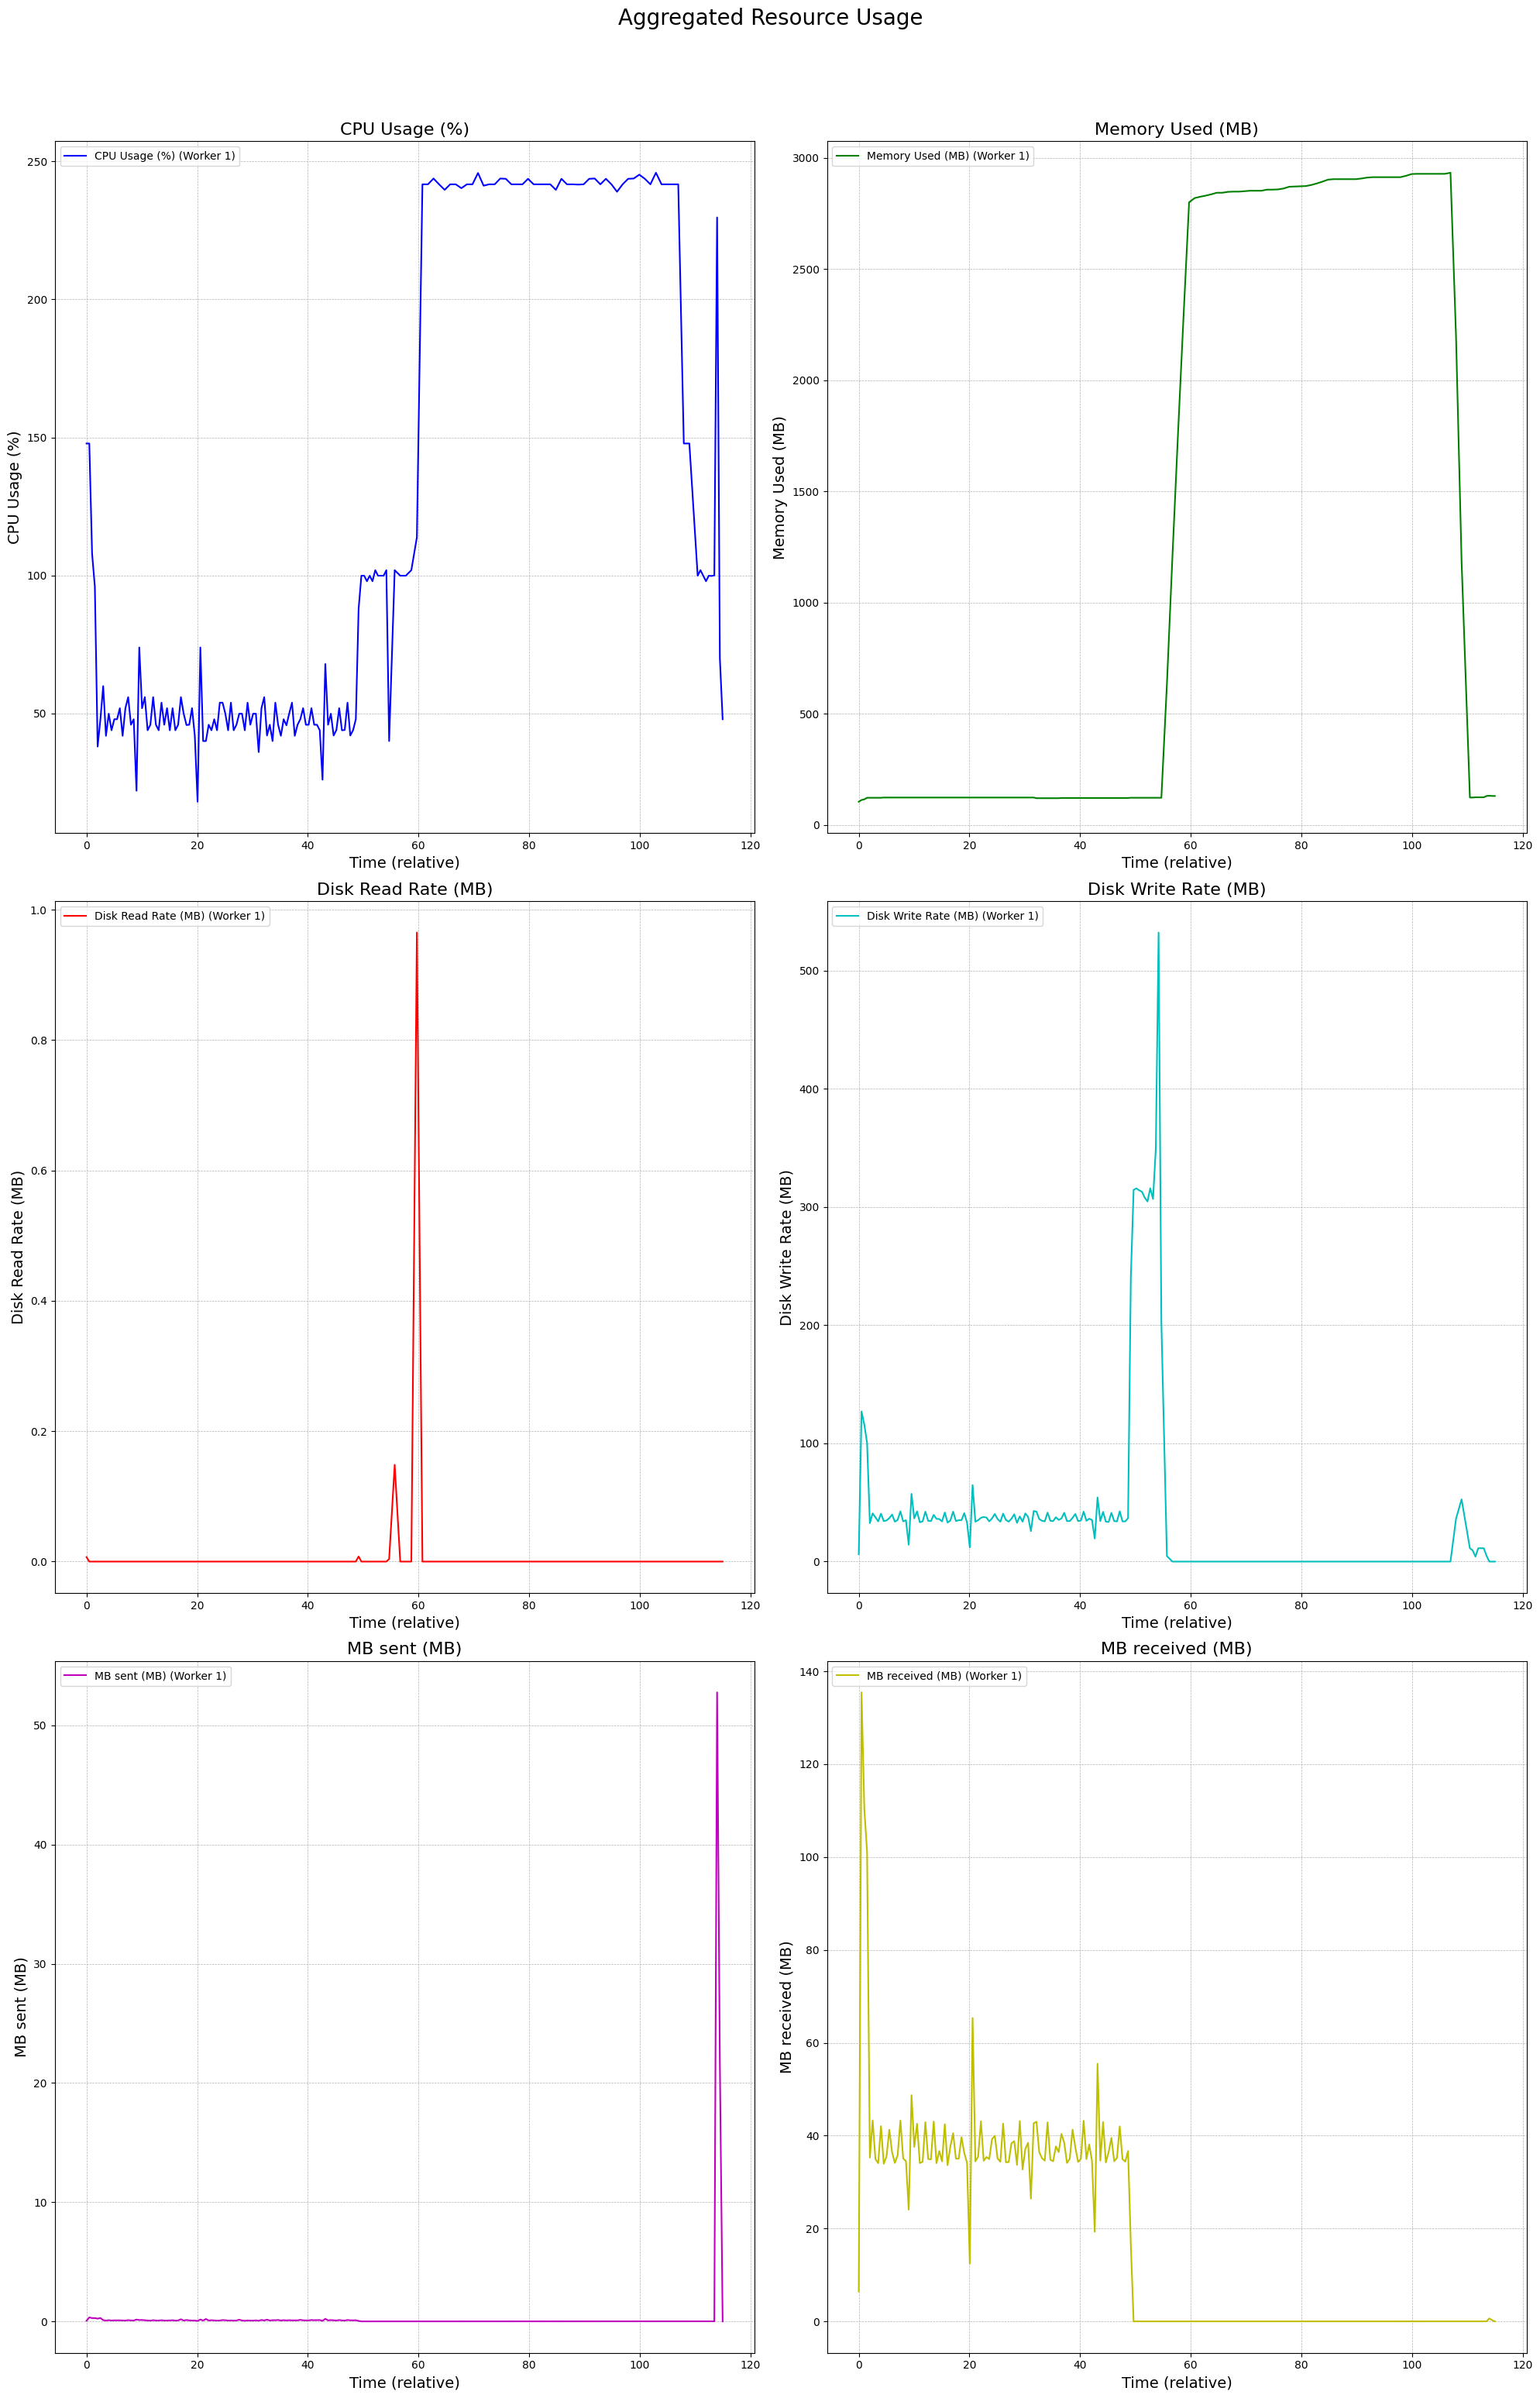 Aggregated Resource Usage
CPU Usage (%)
CPU Usage (%) (Worker 1)
250
200
150
100
50
CPU Usage (%)
0 20 40 60 80 100 120
Time (relative)
Memory Used (MB)
Memory Used (MB) (Worker 1)
3000
2500
2000
1500
1000
500
0
Memory Used (MB)
0 20 40 60 80 100 120
Time (relative)
Disk Read Rate (MB)
Disk Read Rate (MB) (Worker 1)
1.0
0.8
0.6
0.4
0.2
0.0
Disk Read Rate (MB)
0 20 40 60 80 100 120
Time (relative)
Disk Write Rate (MB)
Disk Write Rate (MB) (Worker 1)
500
400
300
200
100
0
Disk Write Rate (MB)
0 20 40 60 80 100 120
Time (relative)
MB sent (MB)
MB sent (MB) (Worker 1)
50
40
30
20
10
0
MB sent (MB)
0 20 40 60 80 100 120
Time (relative)
MB received (MB)
MB received (MB) (Worker 1)
140
120
100
80
60
40
20
0
MB received (MB)
0 20 40 60 80 100 120
Time (relative)